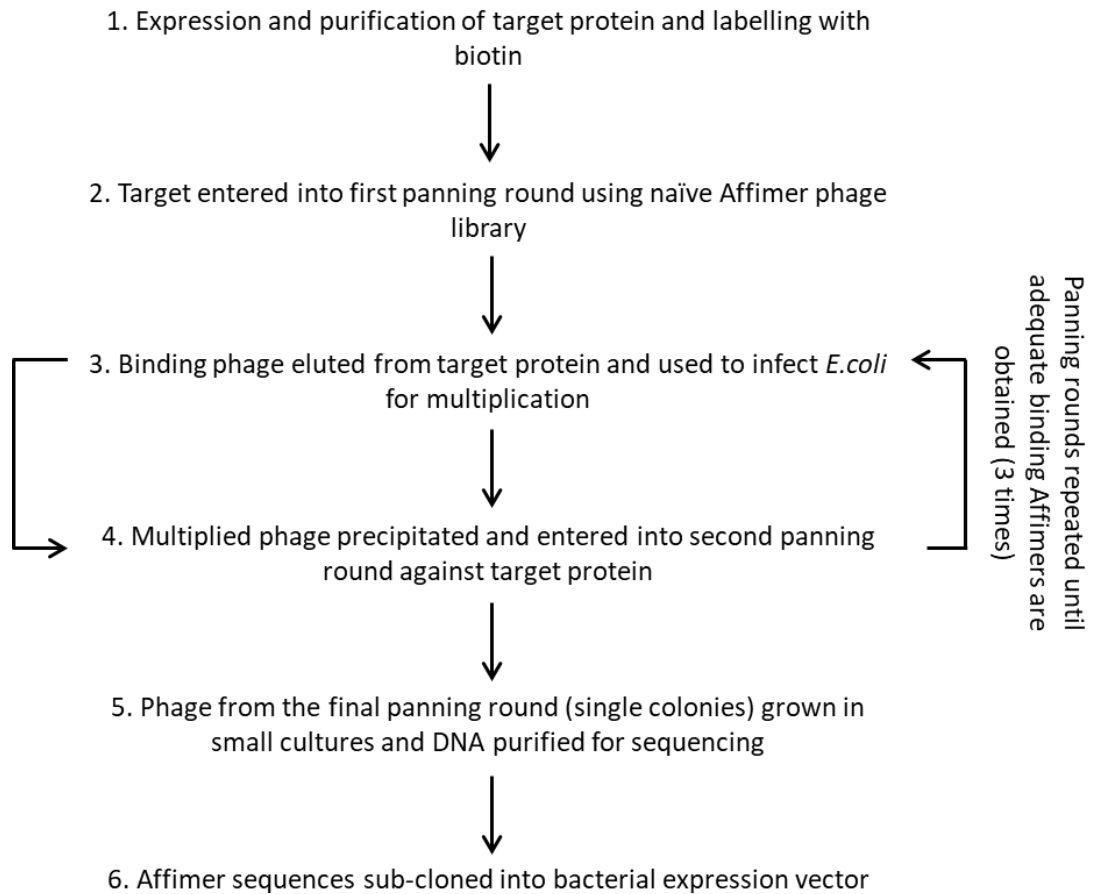 1. Expression and purification of target protein and labelling with
biotin
2. Target entered into first panning round using naïve Affimer phage
library
3. Binding phage eluted from target protein and used to infect E.coli
for multiplication
4. Multiplied phage precipitated and entered into second panning
round against target protein
Panning rounds repeated until
adequate binding Affimers are
obtained (3 times)
5. Phage from the final panning round (single colonies) grown in
small cultures and DNA purified for sequencing
6. Affimer sequences sub-cloned into bacterial expression vector